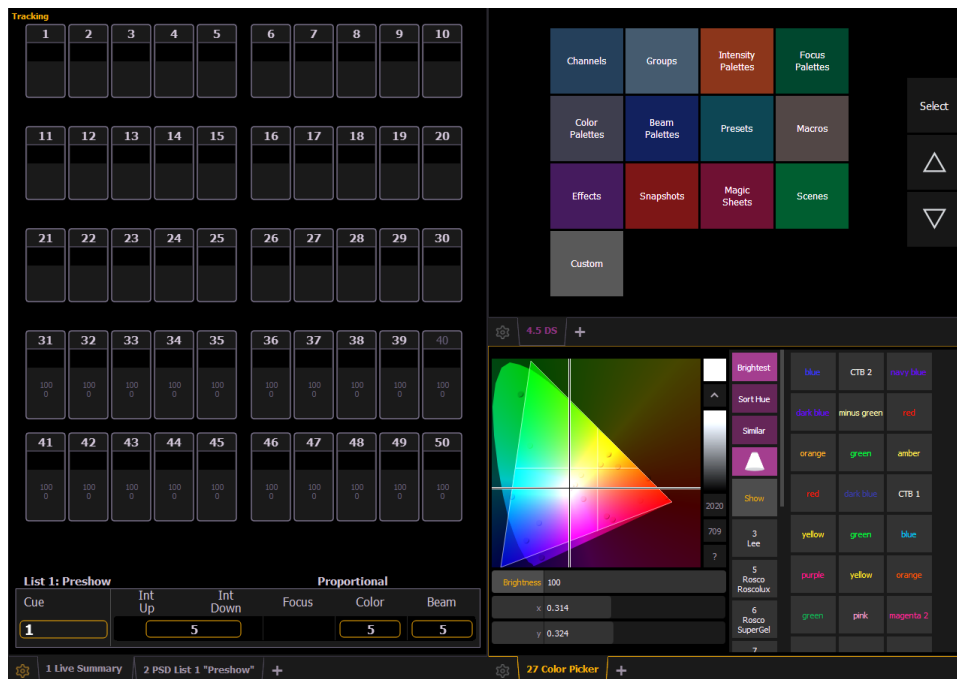 Tracking
1 2 3 4 5 6 7 8 9 10
11 12 13 14 15 16 17 18 19 20
21 22 23 24 25 26 27 28 29 30
31 32 33 34 35 36 37 38 39 40
100 100 100 100 100 100 100 100 100 100
0 0 0 0 0 0 0 0 0 0
41 42 43 44 45 46 47 48 49 50
100 100 100 100 100 100 100 100 100 100
0 0 0 0 0 0 0 0 0 0
List 1: Preshow Proportional
Cue Int Up Int Down Focus Color Beam
1 5 5 5
1 Live Summary 2 PSD List 1 "Preshow" +
Channels Groups Intensity Palettes Focus Palettes
Color Palettes Beam Palettes Presets Macros
Effects Snapshots Magic Sheets Scenes
Custom
Select
4.5 DS +
2020
709
?
Brightness 100
x 0.314
y 0.324
Brightest
Sort Hue
Similar
Show
3
Lee
5
Rosco
Roscolux
6
Rosco
SuperGel
7
blue CTB 2 navy blue
dark blue minus green red
orange green amber
red dark blue CTB 1
yellow green blue
purple yellow orange
green pink magenta 2
27 Color Picker +